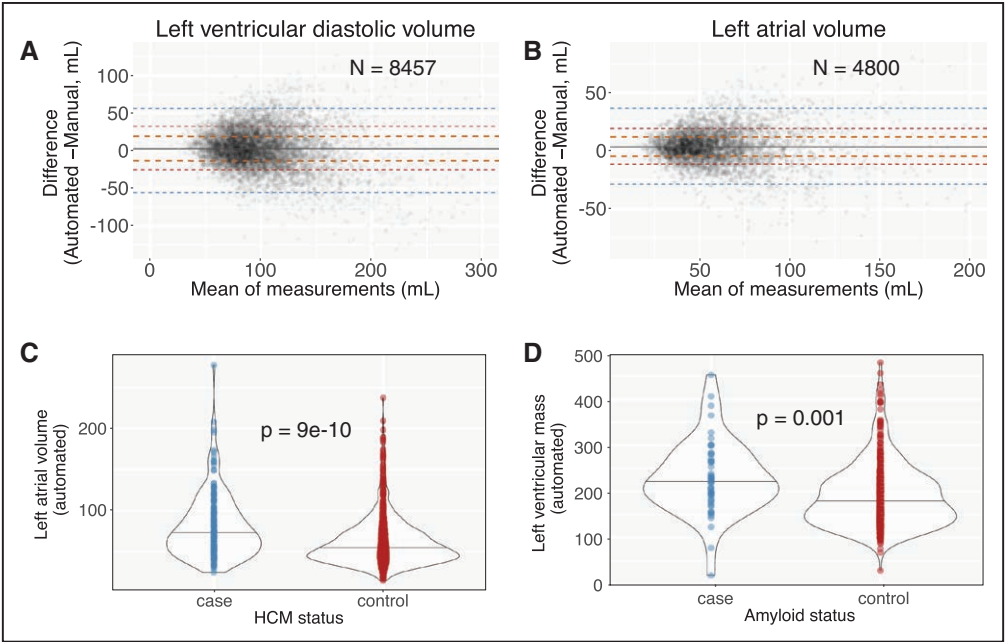 Left ventricular diastolic volume
A
N = 8457
Difference
(Automated −Manual, mL)
100
50
0
-50
-100
0 100 200 300
Mean of measurements (mL)
Left atrial volume
B
N = 4800
Difference
(Automated −Manual, mL)
50
0
-50
50 100 150 200
Mean of measurements (mL)
C
p = 9e-10
Left atrial volume
(automated)
200
100
case control
HCM status
D
p = 0.001
Left ventricular mass
(automated)
500
400
300
200
100
0
case control
Amyloid status